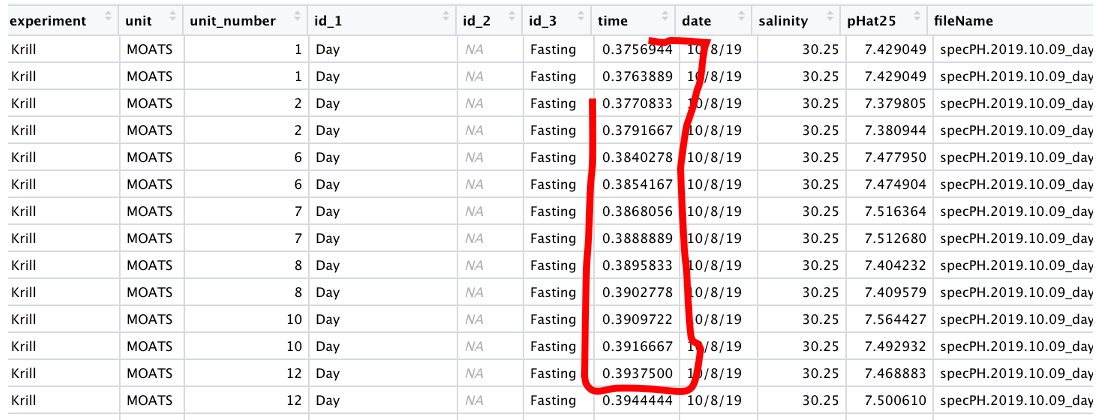 experiment unit unit_number id_1 id_2 id_3 time date salinity pHat25 fileName
Krill MOATS 1 Day NA Fasting 0.3756944 10/8/19 30.25 7.429049 specPH.2019.10.09_day
Krill MOATS 1 Day NA Fasting 0.3763889 10/8/19 30.25 7.429049 specPH.2019.10.09_day
Krill MOATS 2 Day NA Fasting 0.3770833 10/8/19 30.25 7.379805 specPH.2019.10.09_day
Krill MOATS 2 Day NA Fasting 0.3791667 10/8/19 30.25 7.380944 specPH.2019.10.09_day
Krill MOATS 6 Day NA Fasting 0.3840278 10/8/19 30.25 7.477950 specPH.2019.10.09_day
Krill MOATS 6 Day NA Fasting 0.3854167 10/8/19 30.25 7.474904 specPH.2019.10.09_day
Krill MOATS 7 Day NA Fasting 0.3868056 10/8/19 30.25 7.516364 specPH.2019.10.09_day
Krill MOATS 7 Day NA Fasting 0.3888889 10/8/19 30.25 7.512680 specPH.2019.10.09_day
Krill MOATS 8 Day NA Fasting 0.3895833 10/8/19 30.25 7.404232 specPH.2019.10.09_day
Krill MOATS 8 Day NA Fasting 0.3902778 10/8/19 30.25 7.409579 specPH.2019.10.09_day
Krill MOATS 10 Day NA Fasting 0.3909722 10/8/19 30.25 7.564427 specPH.2019.10.09_day
Krill MOATS 10 Day NA Fasting 0.3916667 10/8/19 30.25 7.492932 specPH.2019.10.09_day
Krill MOATS 12 Day NA Fasting 0.3937500 10/8/19 30.25 7.468883 specPH.2019.10.09_day
Krill MOATS 12 Day NA Fasting 0.3944444 10/8/19 30.25 7.500610 specPH.2019.10.09_day